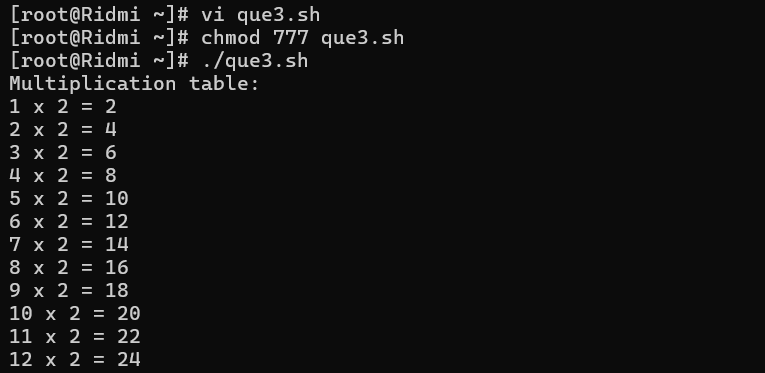 [root@Ridmi ~]# vi que3.sh
[root@Ridmi ~]# chmod 777 que3.sh
[root@Ridmi ~]# ./que3.sh
Multiplication table:
1 x 2 = 2
2 x 2 = 4
3 x 2 = 6
4 x 2 = 8
5 x 2 = 10
6 x 2 = 12
7 x 2 = 14
8 x 2 = 16
9 x 2 = 18
10 x 2 = 20
11 x 2 = 22
12 x 2 = 24